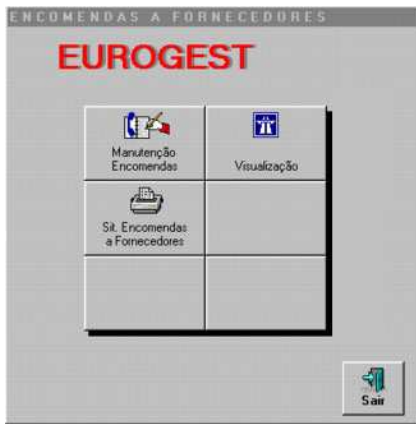 ENCOMENDAS A FORNECEDORES
EUROGEST
Manutenção
Encomendas
Visualização
Sit. Encomendas
a Fornecedores
Sair